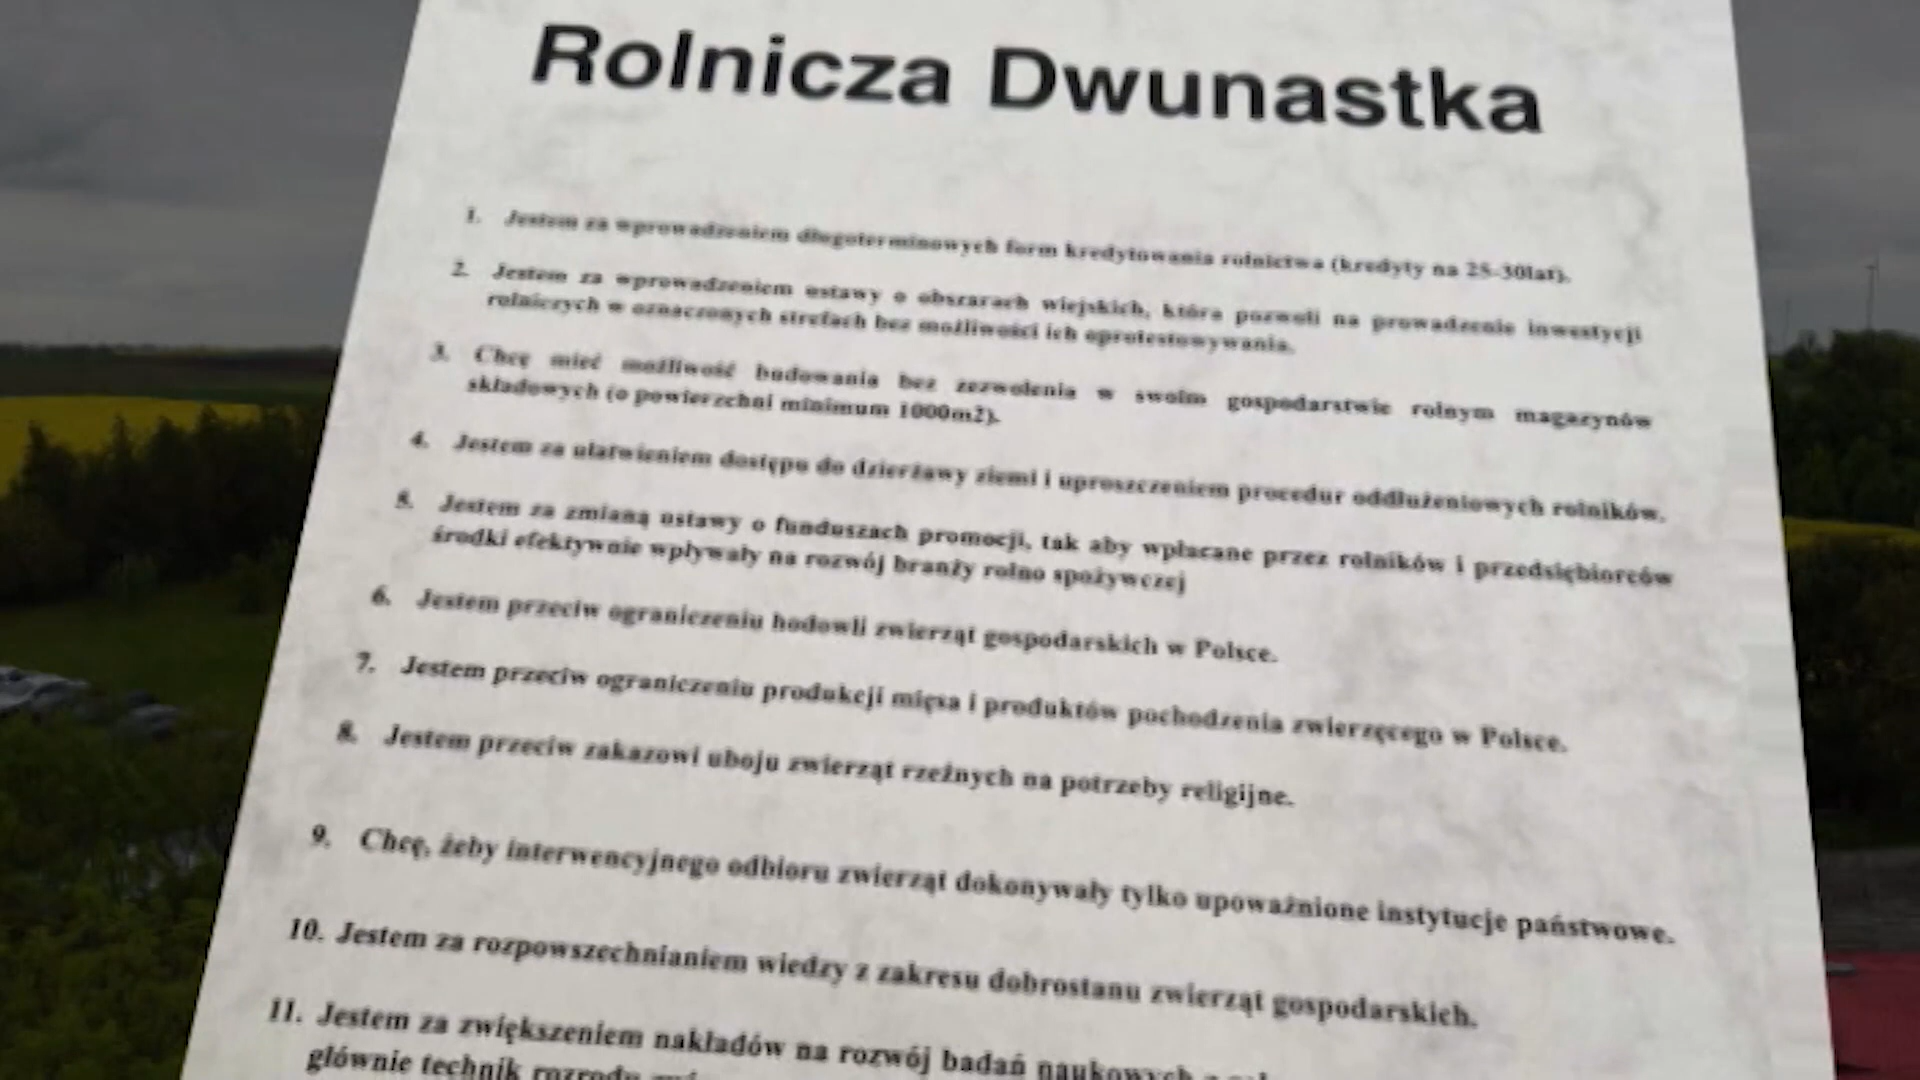 Rolnicza Dwunastka
1. Jestem za wprowadzeniem długoterminowych form kredytowania rolnictwa (kredyty na 25-30lat).
2. Jestem za wprowadzeniem ustawy o obszarach wiejskich, która pozwoli na prowadzenie inwestycji
rolniczych w oznaczonych strefach bez możliwości ich oprotestowywania.
3. Chcę mieć możliwość budowania bez zezwolenia w swoim gospodarstwie rolnym magazynów
składowych (o powierzchni minimum 1000m2).
4. Jestem za ułatwieniem dostępu do dzierżawy ziemi i uproszczeniem procedur oddłużeniowych rolników.
5. Jestem za zmianą ustawy o funduszach promocji, tak aby wpłacane przez rolników i przedsiębiorców
środki efektywnie wpływały na rozwój branży rolno spożywczej
6. Jestem przeciw ograniczeniu hodowli zwierząt gospodarskich w Polsce.
7. Jestem przeciw ograniczeniu produkcji mięsa i produktów pochodzenia zwierzęcego w Polsce.
8. Jestem przeciw zakazowi uboju zwierząt rzeźnych na potrzeby religijne.
9. Chcę, żeby interwencyjnego odbioru zwierząt dokonywały tylko upoważnione instytucje państwowe.
10. Jestem za rozpowszechnianiem wiedzy z zakresu dobrostanu zwierząt gospodarskich.
11. Jestem za zwiększeniem nakładów na rozwój badań naukowych z
głównie technik rozrodu